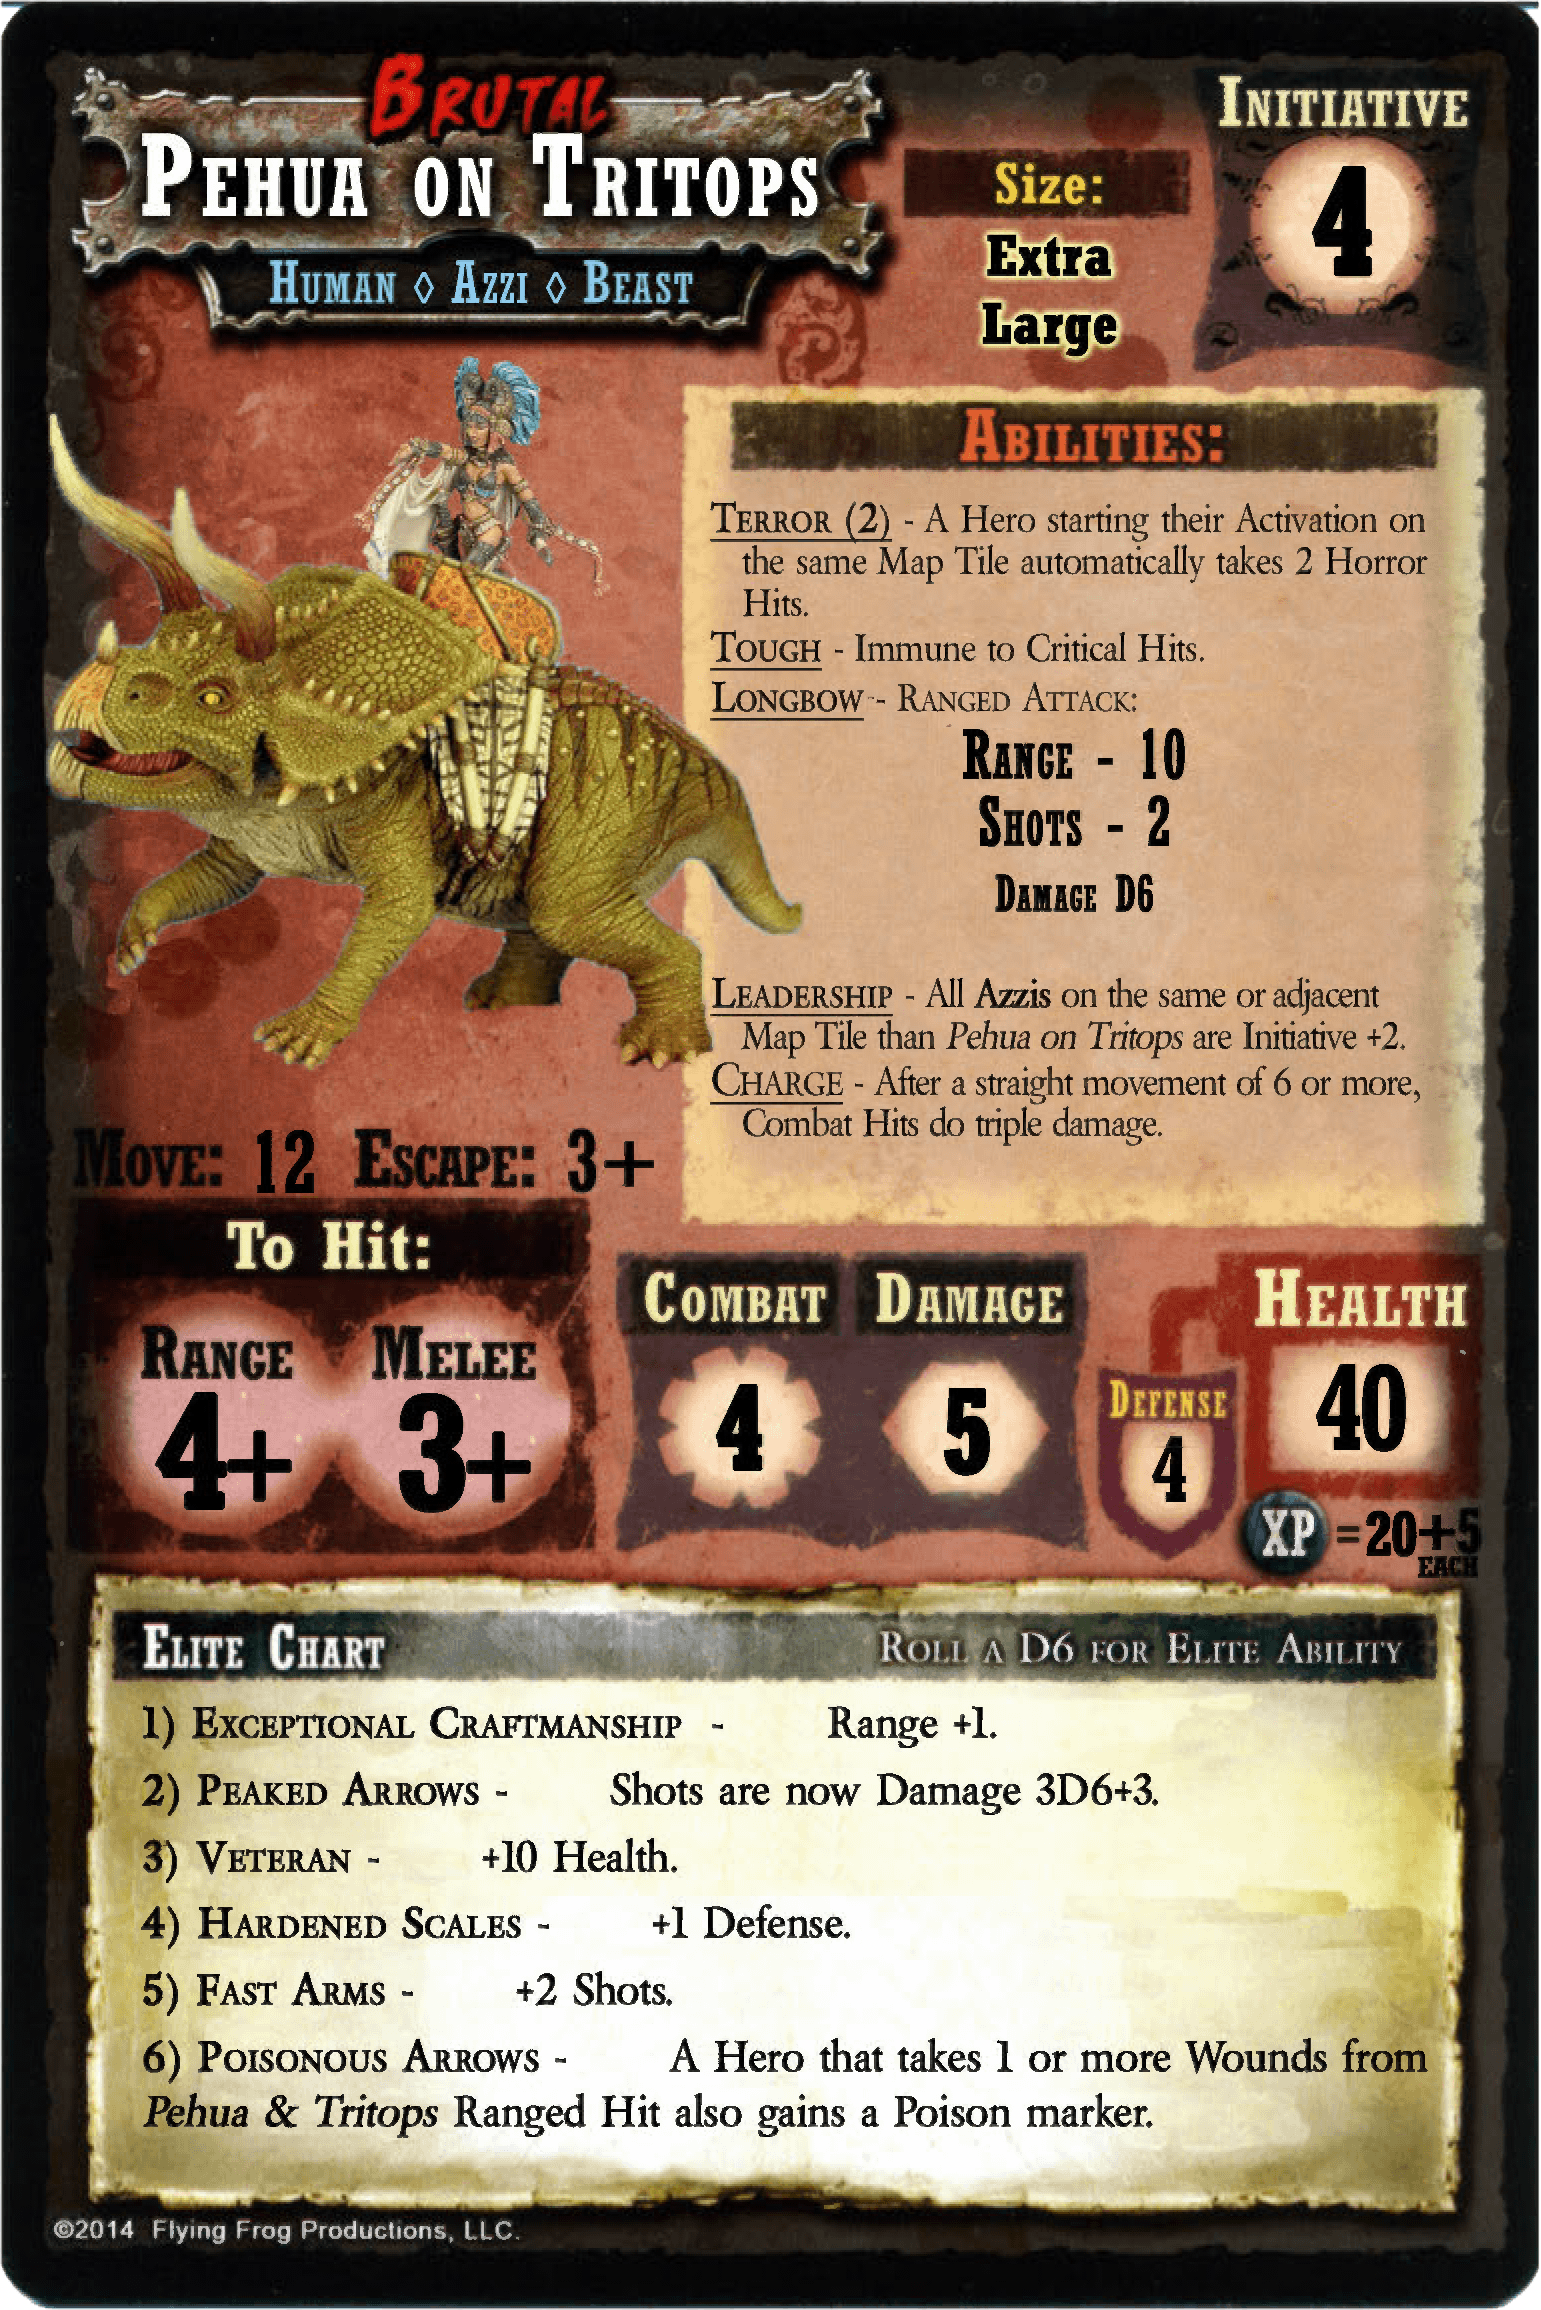 Brutal
Pehua on Tritops
Human ◊ Azzi ◊ Beast
Size:
Extra
Large
Initiative
4
Abilities:
Terror (2) - A Hero starting their Activation on
the same Map Tile automatically takes 2 Horror
Hits.
Tough - Immune to Critical Hits.
Longbow - Ranged Attack:
Range - 10
Shots - 2
Damage D6
Leadership - All Azzis on the same or adjacent
Map Tile than Pehua on Tritops are Initiative +2.
Charge - After a straight movement of 6 or more,
Combat Hits do triple damage.
Move: 12 Escape: 3+
To Hit:
Range
4+
Melee
3+
Combat
4
Damage
5
Defense
4
Health
40
XP =20+5
each
Elite Chart Roll a D6 for Elite Ability
1) Exceptional Craftmanship - Range +1.
2) Peaked Arrows - Shots are now Damage 3D6+3.
3) Veteran - +10 Health.
4) Hardened Scales - +1 Defense.
5) Fast Arms - +2 Shots.
6) Poisonous Arrows - A Hero that takes 1 or more Wounds from
Pehua & Tritops Ranged Hit also gains a Poison marker.
©2014 Flying Frog Productions, LLC.